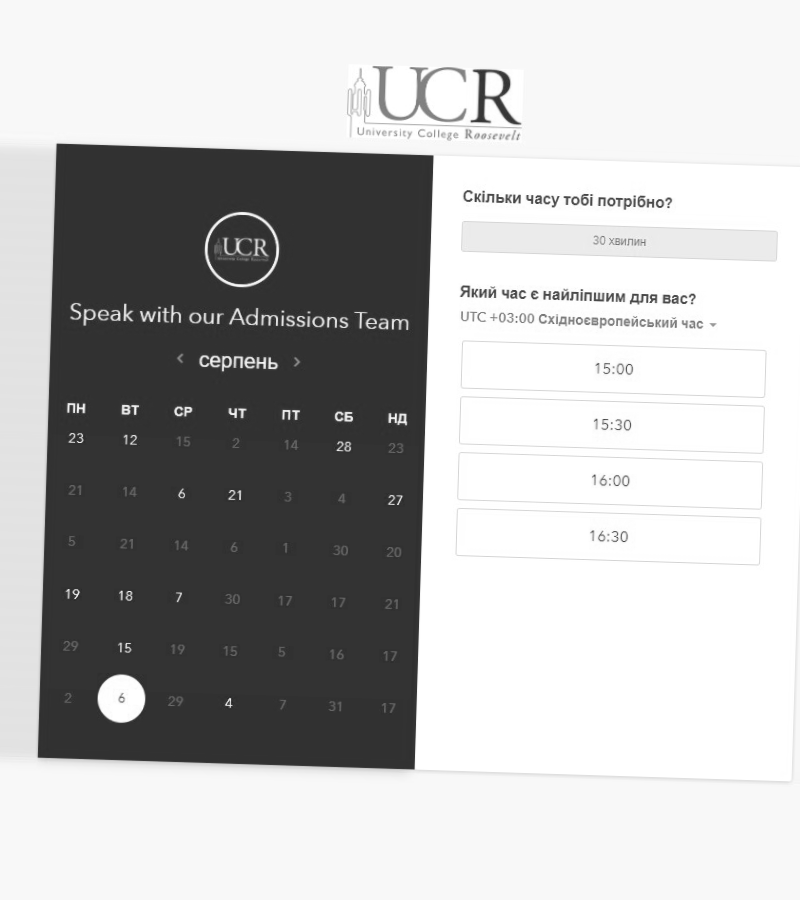 UCR
University College Roosevelt
UCR
Speak with our Admissions Team
серпень
ПН ВТ СР ЧТ ПТ СБ НД
23 12 15 2 14 28 23
21 14 6 21 3 4 27
5 21 14 6 1 30 20
19 18 7 30 17 17 21
29 15 19 15 5 16 17
2 6 29 4 7 31 17
Скільки часу тобі потрібно?
30 хвилин
Який час є найліпшим для вас?
UTC +03:00 Східноєвропейський час
15:00
15:30
16:00
16:30